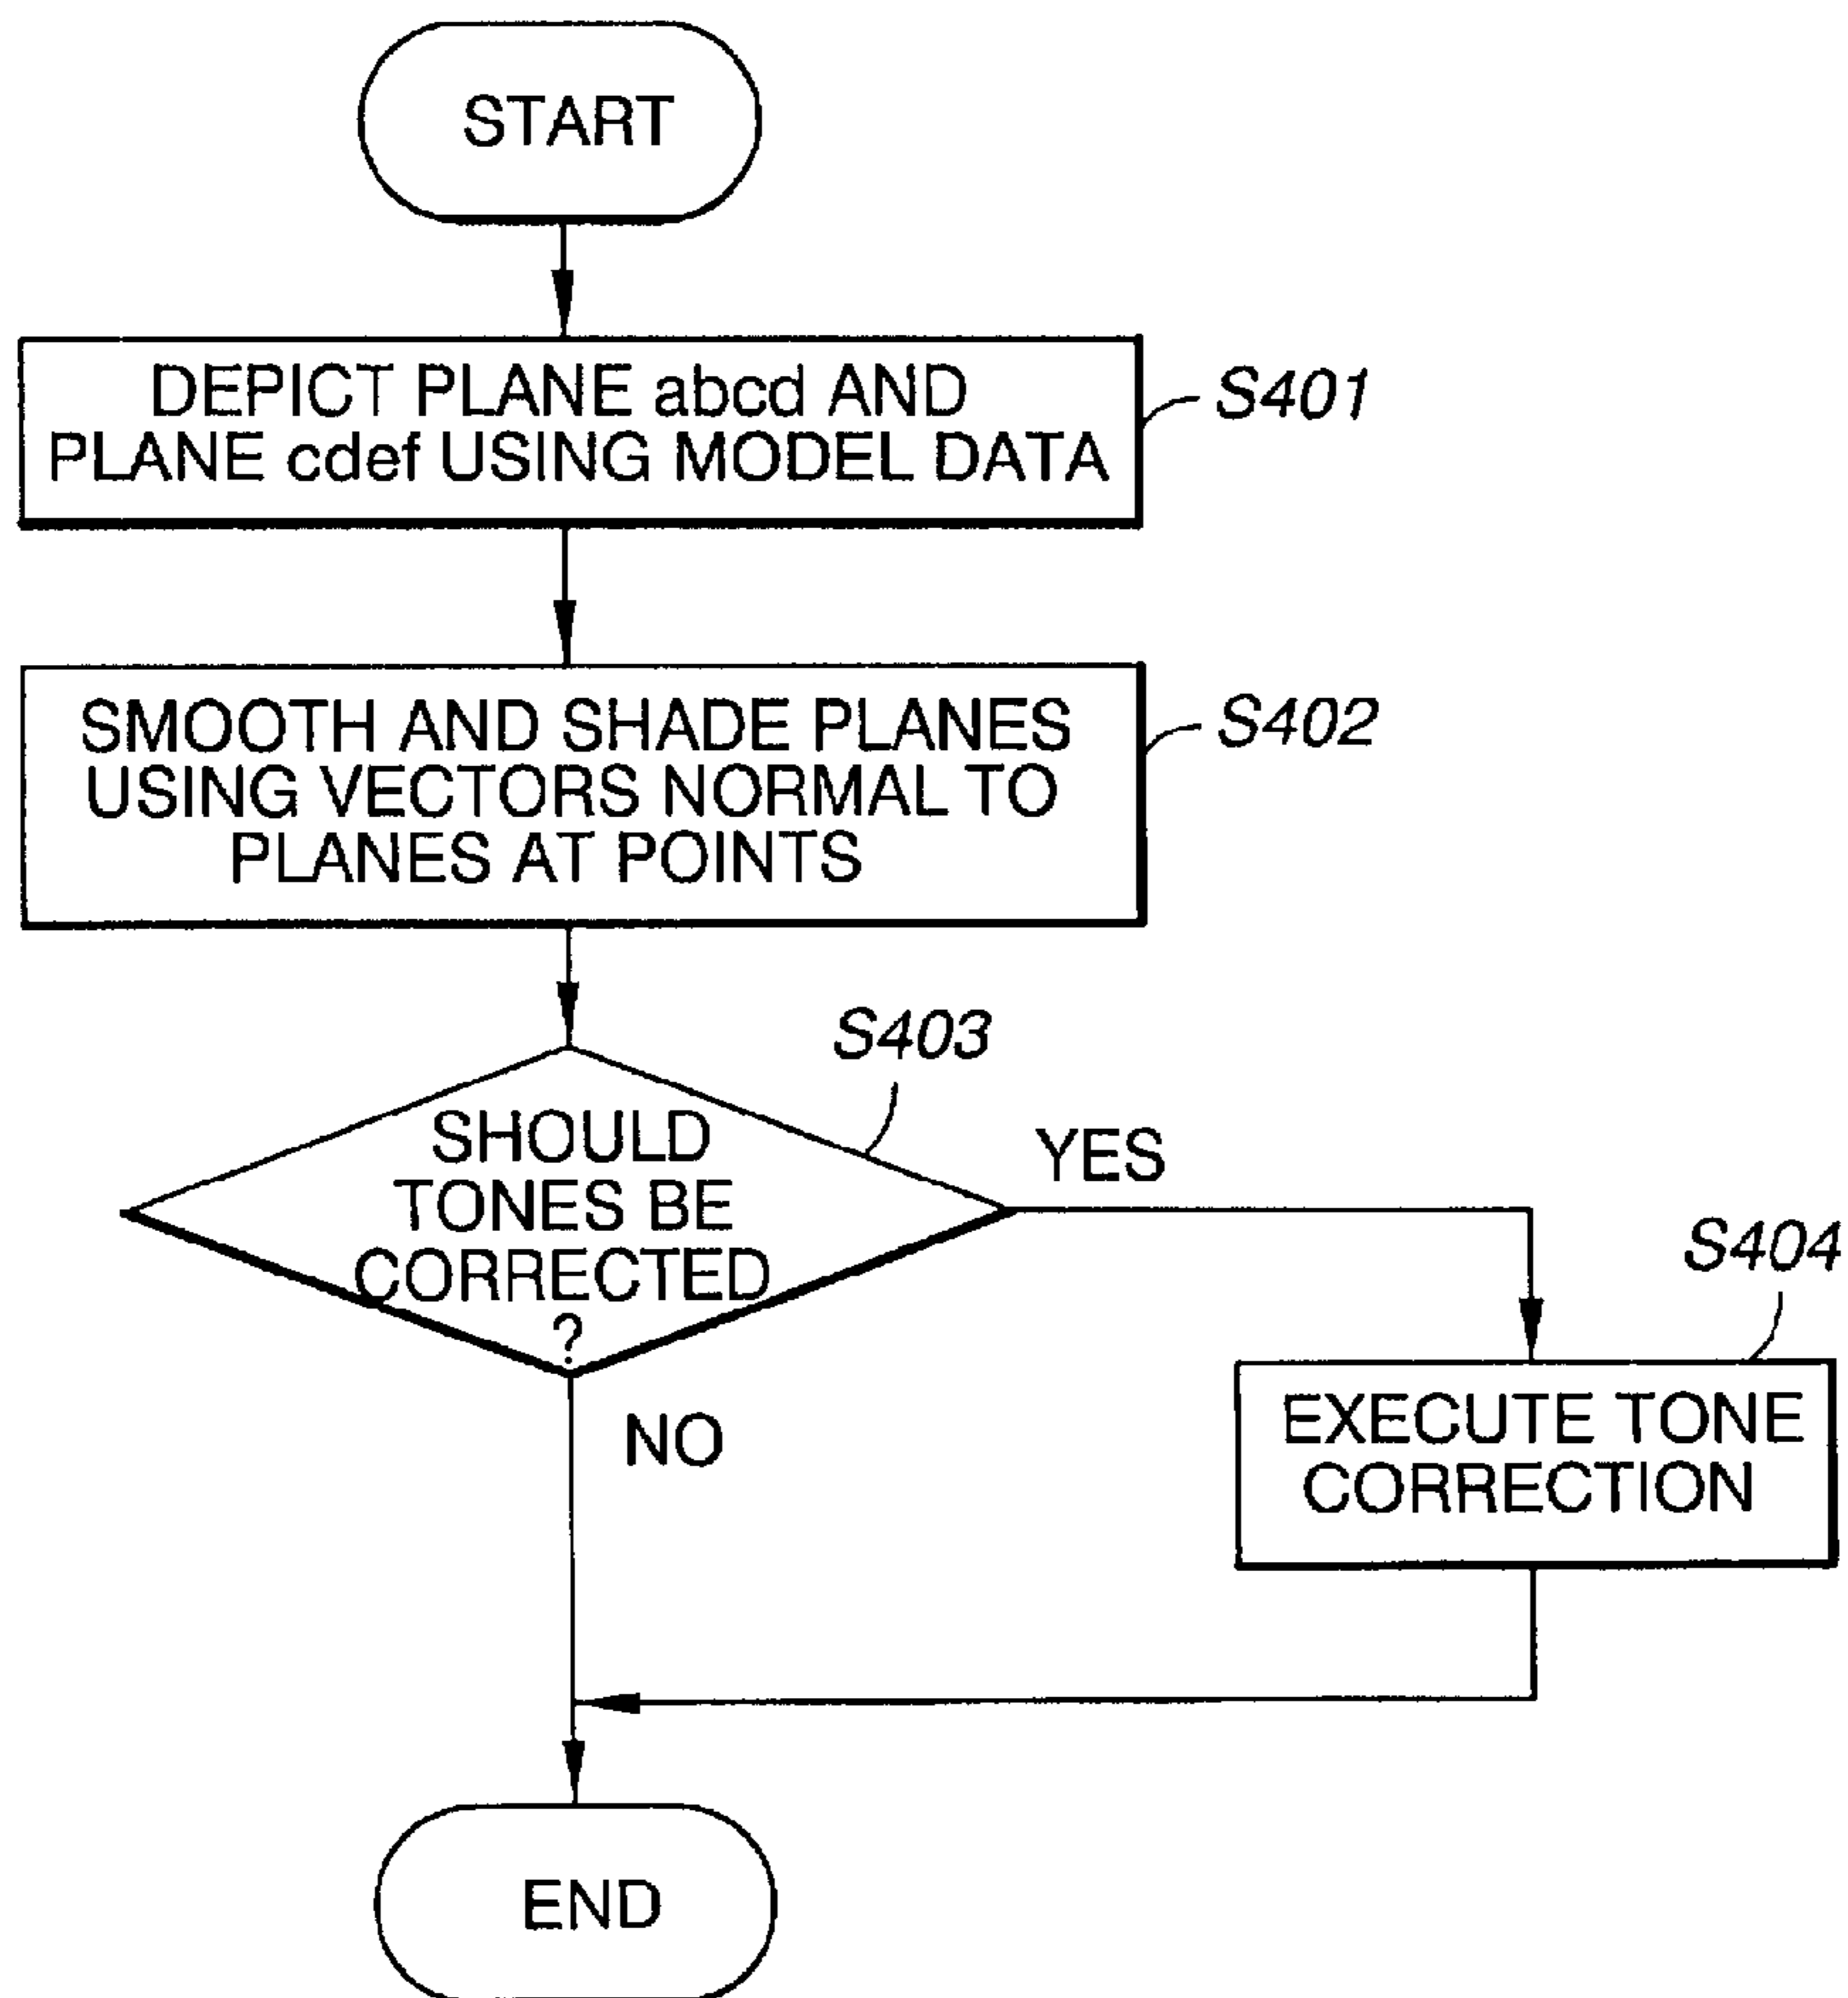 START
DEPICT PLANE abcd AND
PLANE cdef USING MODEL DATA
S401
SMOOTH AND SHADE PLANES
USING VECTORS NORMAL TO
PLANES AT POINTS
S402
S403
SHOULD
TONES BE
CORRECTED
?
YES
NO
S404
EXECUTE TONE
CORRECTION
END